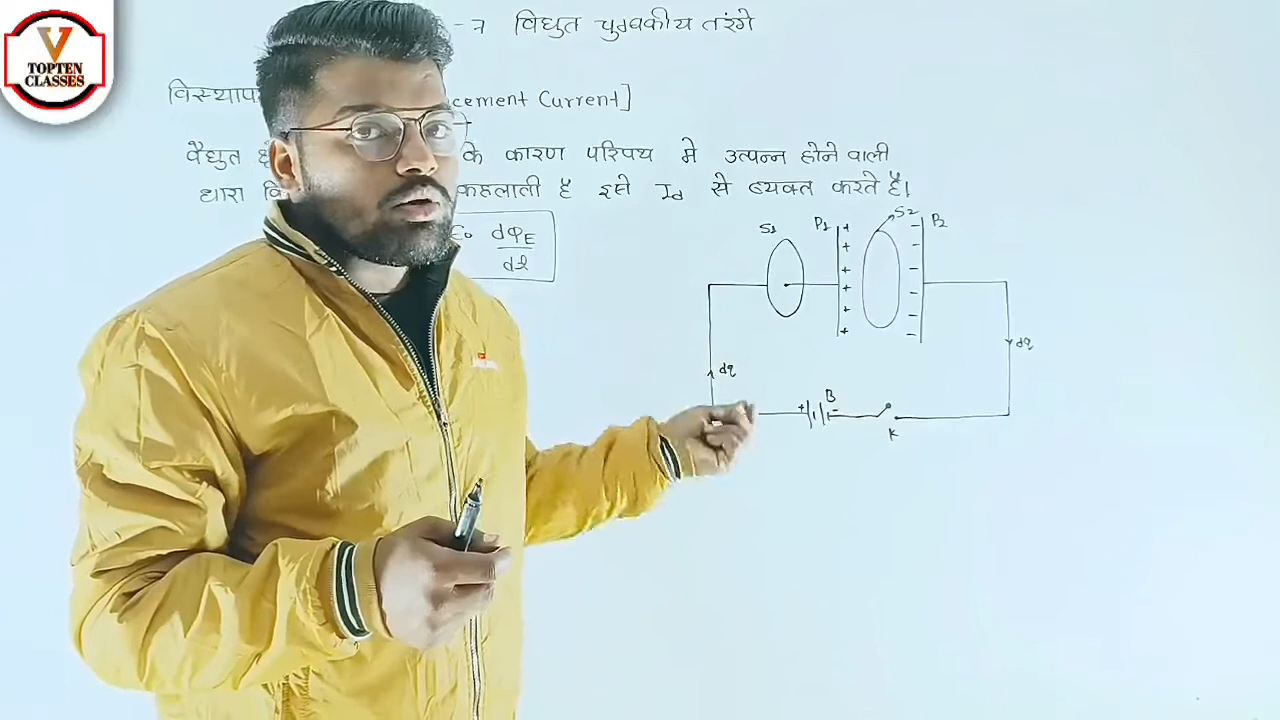 V
TOPTEN
CLASSES
-7 विद्युत चुम्बकीय तरंगे
cement Current]
वैद्युत के कारण परिपथ मे उत्पन्न होने वाली
धारा कहलाती है इसे Id से व्यक्त करते है।
dφE
dt
S1
P1
S2
P2
+
+
+
+
+
+
-
-
-
-
-
-
dq
dq
+
B
-
K